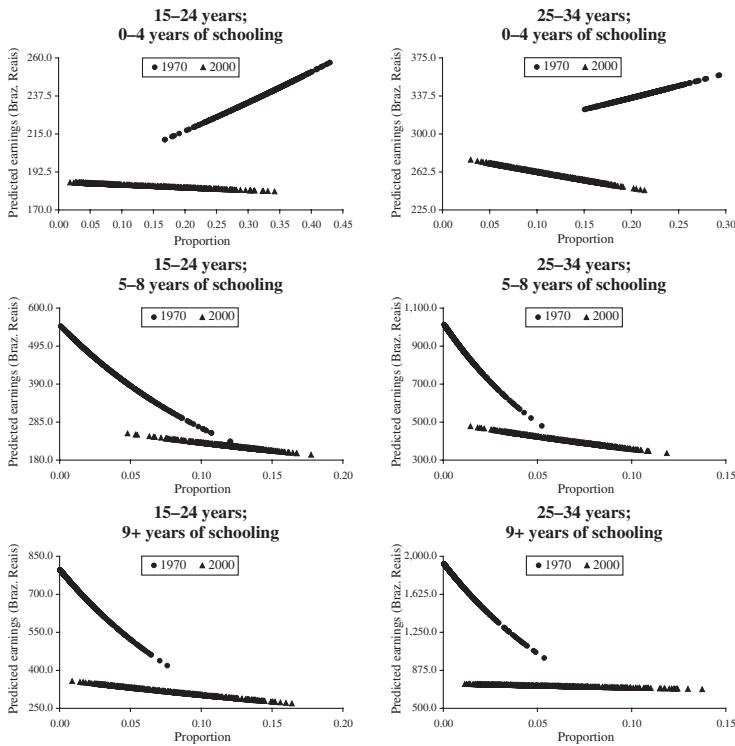 15–24 years;
0–4 years of schooling
Predicted earnings (Braz. Reais)
260.0
237.5
215.0
192.5
170.0
1970 2000
0.00 0.05 0.10 0.15 0.20 0.25 0.30 0.35 0.40 0.45
Proportion
25–34 years;
0–4 years of schooling
Predicted earnings (Braz. Reais)
375.0
337.5
300.0
262.5
225.0
1970 2000
0.00 0.05 0.10 0.15 0.20 0.25 0.30
Proportion
15–24 years;
5–8 years of schooling
Predicted earnings (Braz. Reais)
600.0
495.0
390.0
285.0
180.0
1970 2000
0.00 0.05 0.10 0.15 0.20
Proportion
25–34 years;
5–8 years of schooling
Predicted earnings (Braz. Reais)
1,100.0
900.0
700.0
500.0
300.0
1970 2000
0.00 0.05 0.10 0.15
Proportion
15–24 years;
9+ years of schooling
Predicted earnings (Braz. Reais)
850.0
700.0
550.0
400.0
250.0
1970 2000
0.00 0.05 0.10 0.15 0.20
Proportion
25–34 years;
9+ years of schooling
Predicted earnings (Braz. Reais)
2,000.0
1,625.0
1,250.0
875.0
500.0
1970 2000
0.00 0.05 0.10 0.15
Proportion